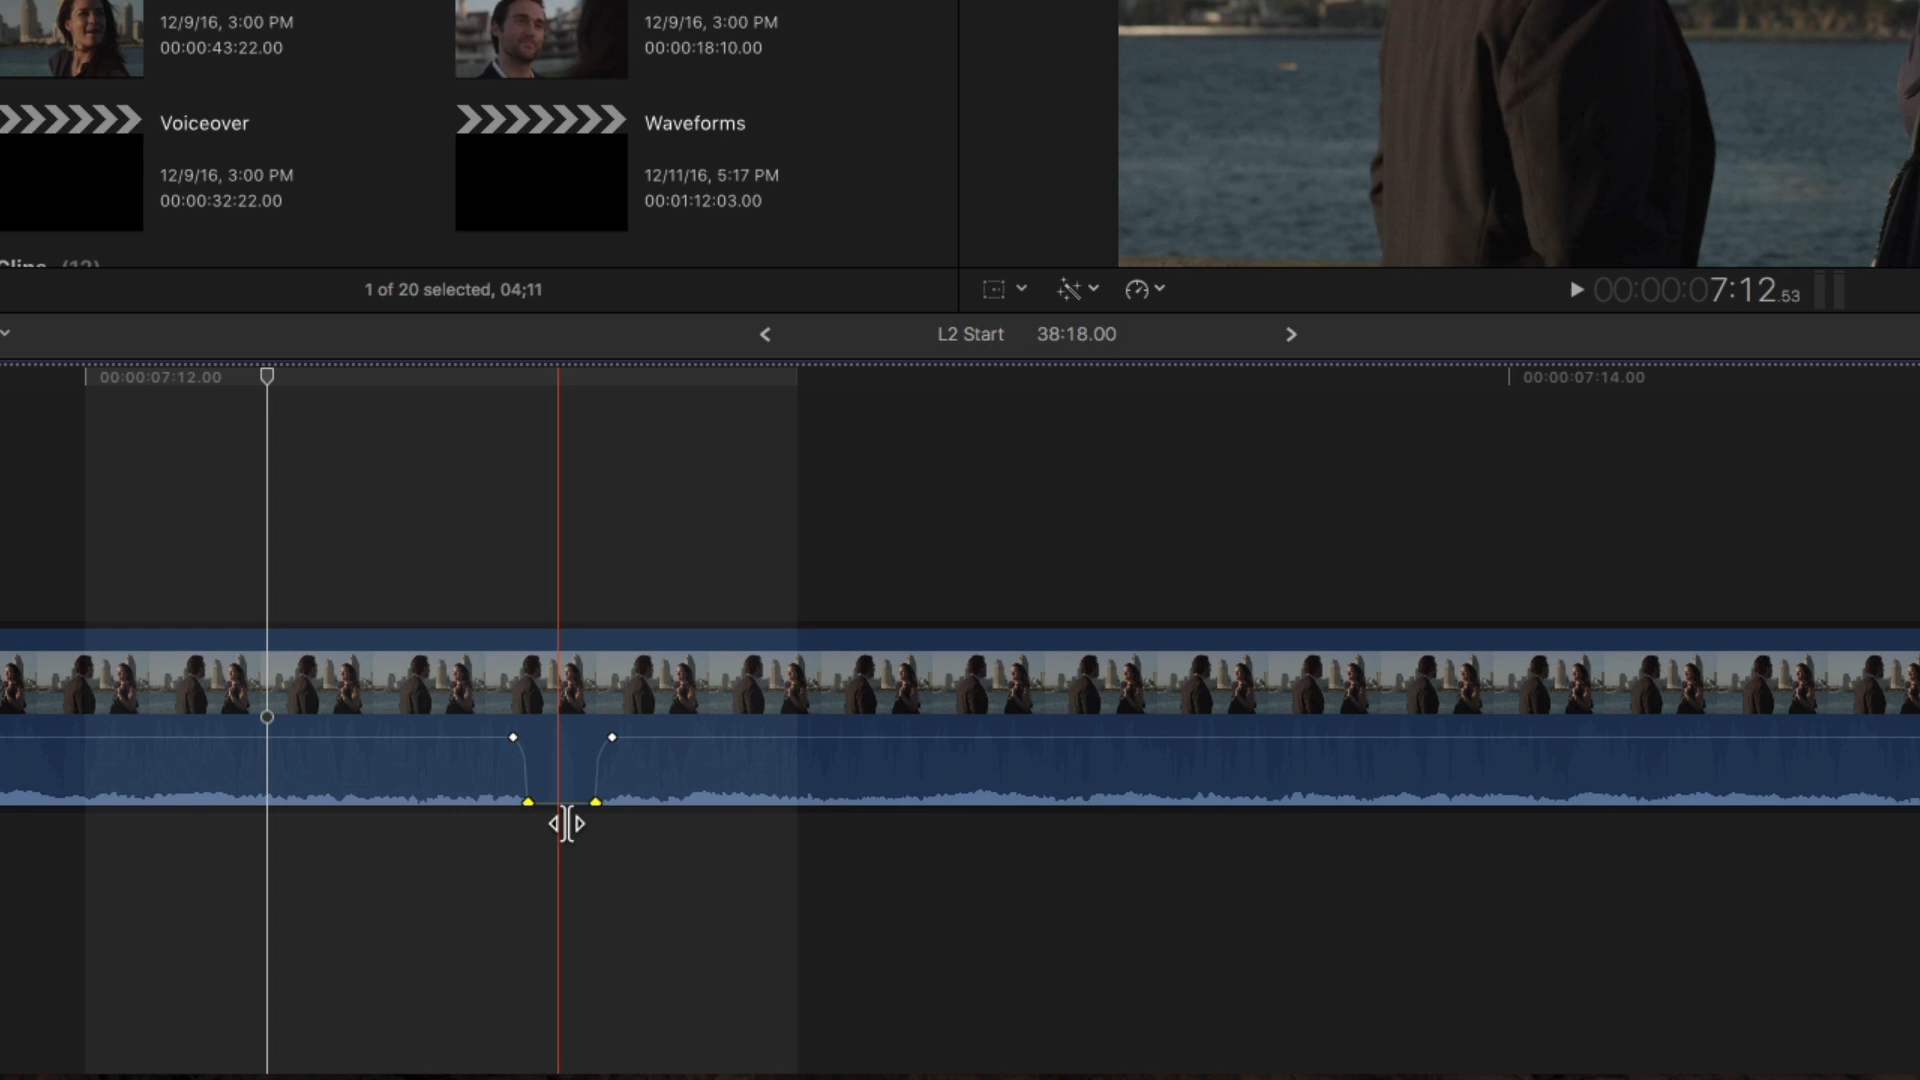 12/9/16, 3:00 PM
00:00:43:22.00
12/9/16, 3:00 PM
00:00:18:10.00
Voiceover
12/9/16, 3:00 PM
00:00:32:22.00
Waveforms
12/11/16, 5:17 PM
00:01:12:03.00
1 of 20 selected, 04;11
00:00:07:12.53
L2 Start 38:18.00
00:00:07:12.00
00:00:07:14.00